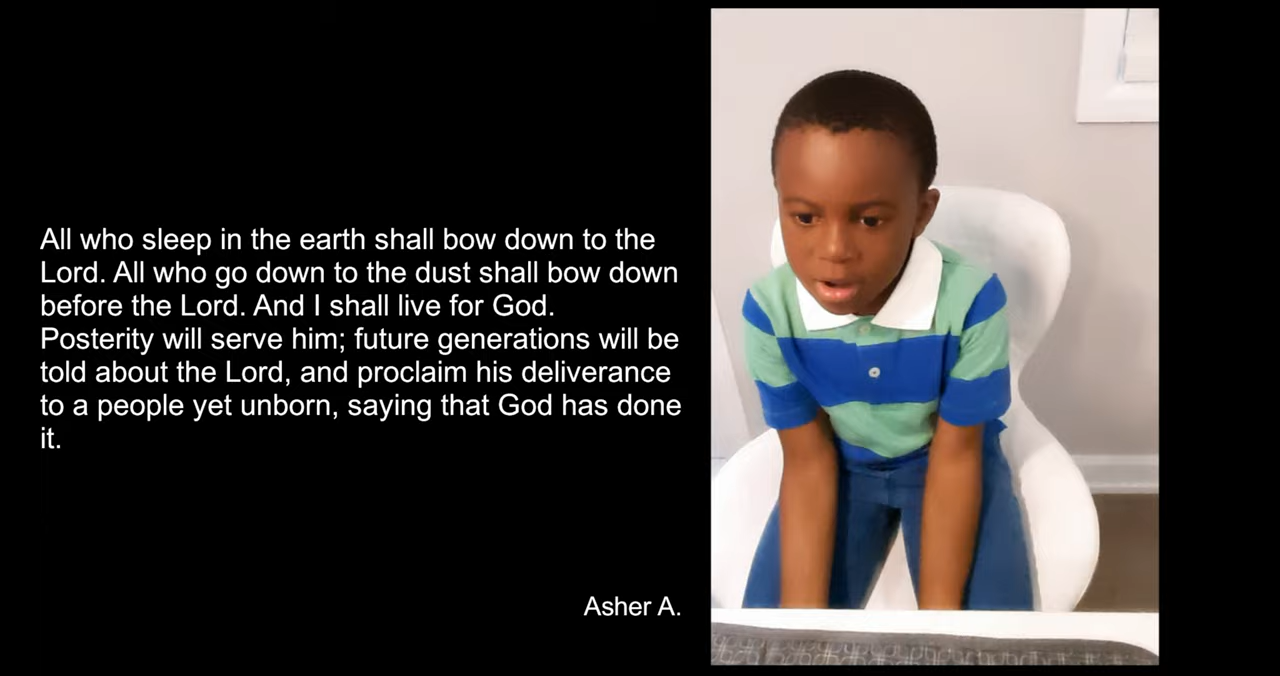 All who sleep in the earth shall bow down to the
Lord. All who go down to the dust shall bow down
before the Lord. And I shall live for God.
Posterity will serve him; future generations will be
told about the Lord, and proclaim his deliverance
to a people yet unborn, saying that God has done
it.
Asher A.